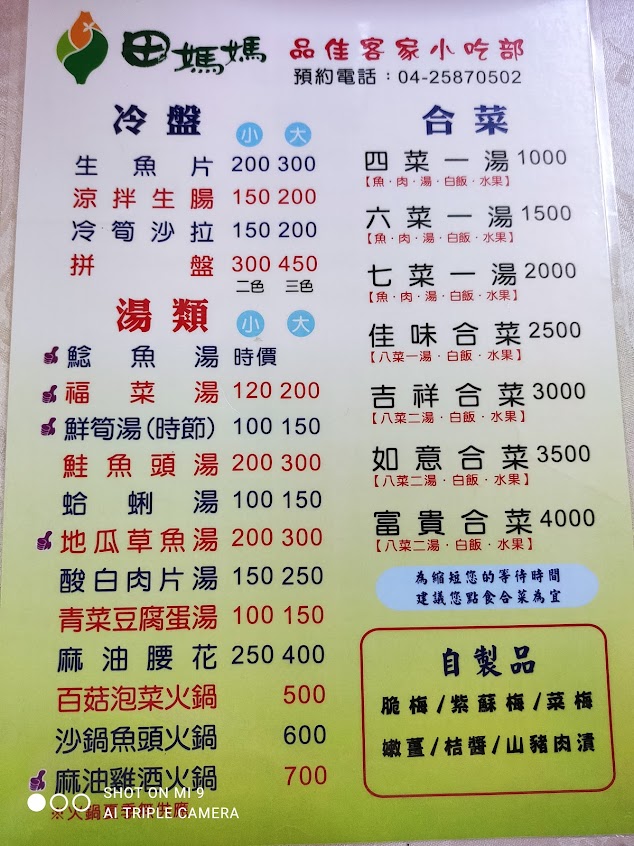 田媽媽 品佳客家小吃部
預約電話：04-25870502
冷盤 小 大
生魚片 200 300
涼拌生腸 150 200
冷筍沙拉 150 200
拼盤 300 450
二色 三色
湯類 小 大
鯰魚湯 時價
福菜湯 120 200
鮮筍湯(時節) 100 150
鮭魚頭湯 200 300
蛤蜊湯 100 150
地瓜草魚湯 200 300
酸白肉片湯 150 250
青菜豆腐蛋湯 100 150
麻油腰花 250 400
百菇泡菜火鍋 500
沙鍋魚頭火鍋 600
麻油雞酒火鍋 700
※火鍋夏季無供應
合菜
四菜一湯 1000
【魚·肉·湯·白飯·水果】
六菜一湯 1500
【魚·肉·湯·白飯·水果】
七菜一湯 2000
【魚·肉·湯·白飯·水果】
佳味合菜 2500
【八菜一湯·白飯·水果】
吉祥合菜 3000
【八菜二湯·白飯·水果】
如意合菜 3500
【八菜二湯·白飯·水果】
富貴合菜 4000
【八菜二湯·白飯·水果】
為縮短您的等待時間
建議您點食合菜為宜
自製品
脆梅/紫蘇梅/菜梅
嫩薑/桔醬/山豬肉漬
SHOT ON MI 9
AI TRIPLE CAMERA